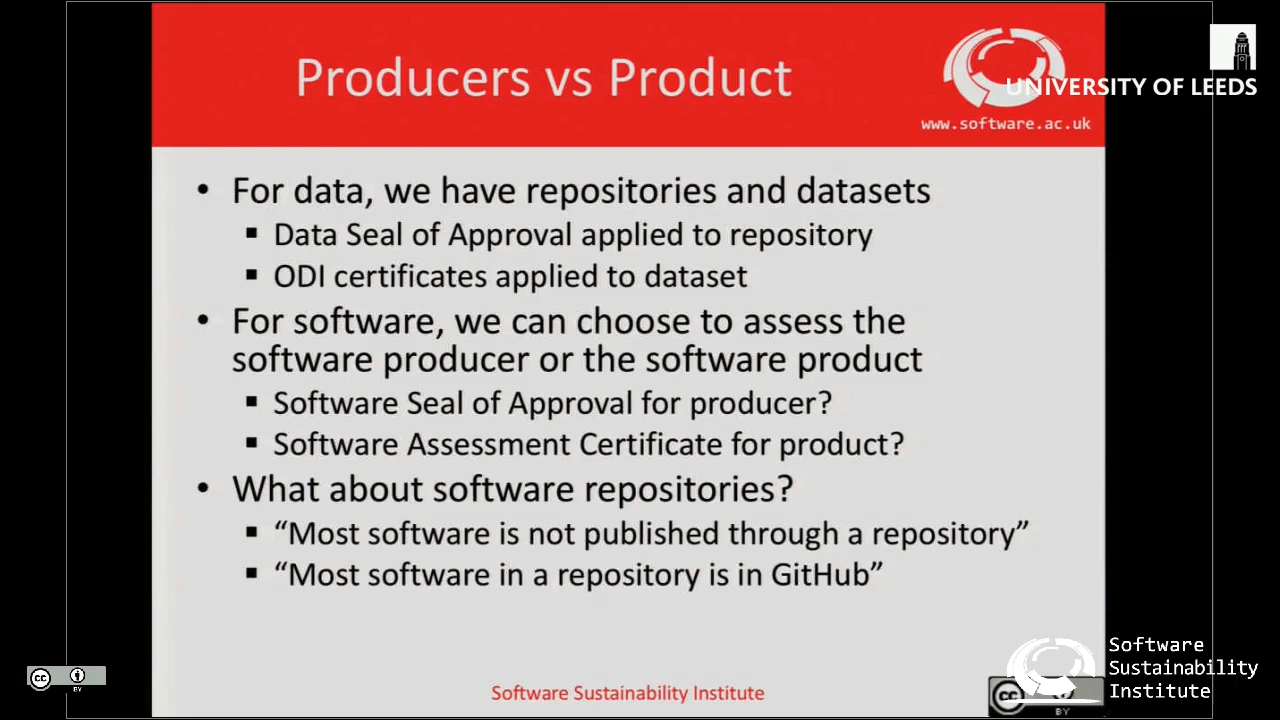 Producers vs Product
UNIVERSITY OF LEEDS
www.software.ac.uk
• For data, we have repositories and datasets
▪ Data Seal of Approval applied to repository
▪ ODI certificates applied to dataset
• For software, we can choose to assess the
software producer or the software product
▪ Software Seal of Approval for producer?
▪ Software Assessment Certificate for product?
• What about software repositories?
▪ “Most software is not published through a repository”
▪ “Most software in a repository is in GitHub”
Software Sustainability Institute
Software
Sustainability
Institute
cc
BY
cc
BY